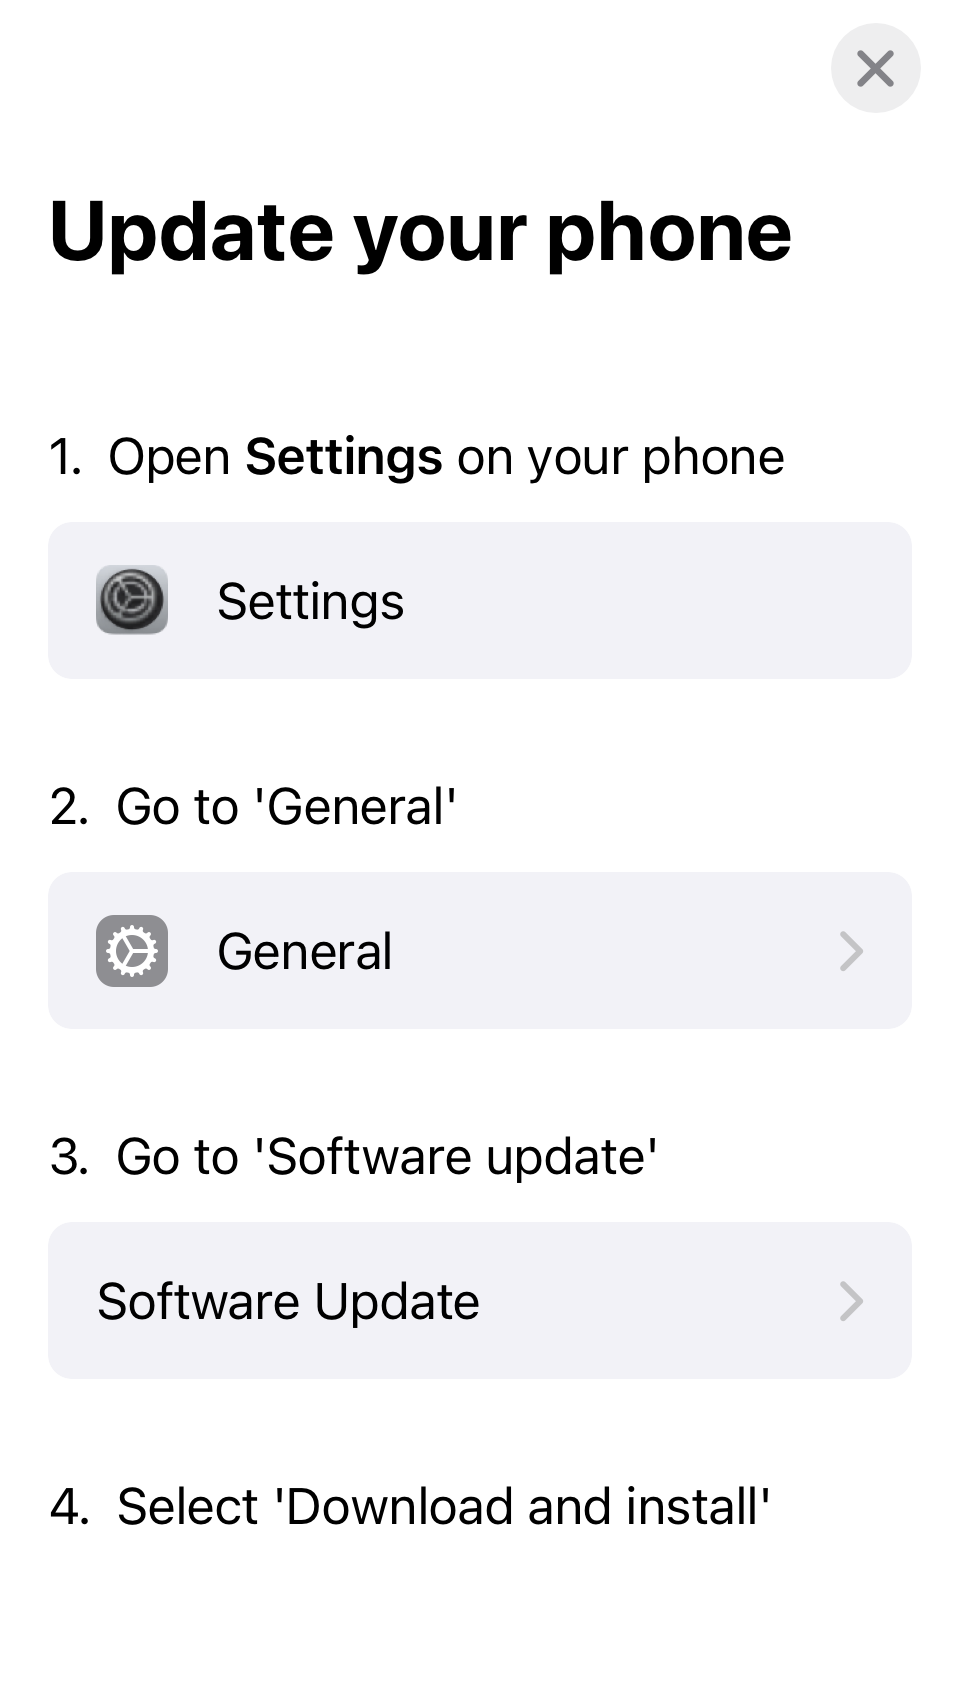 Update your phone
1. Open Settings on your phone
Settings
2. Go to 'General'
General
3. Go to 'Software update'
Software Update
4. Select 'Download and install'